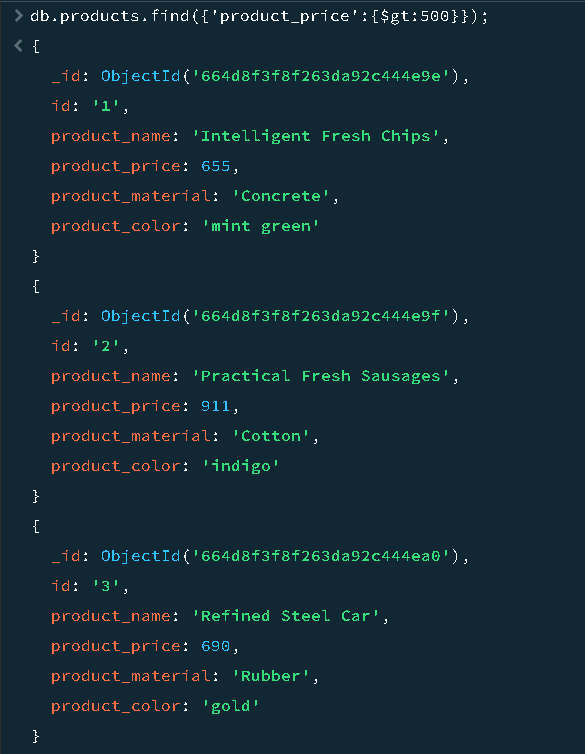 > db.products.find({'product_price':{$gt:500}});
< {
_id: ObjectId('664d8f3f8f263da92c444e9e'),
id: '1',
product_name: 'Intelligent Fresh Chips',
product_price: 655,
product_material: 'Concrete',
product_color: 'mint green'
}
{
_id: ObjectId('664d8f3f8f263da92c444e9f'),
id: '2',
product_name: 'Practical Fresh Sausages',
product_price: 911,
product_material: 'Cotton',
product_color: 'indigo'
}
{
_id: ObjectId('664d8f3f8f263da92c444ea0'),
id: '3',
product_name: 'Refined Steel Car',
product_price: 690,
product_material: 'Rubber',
product_color: 'gold'
}